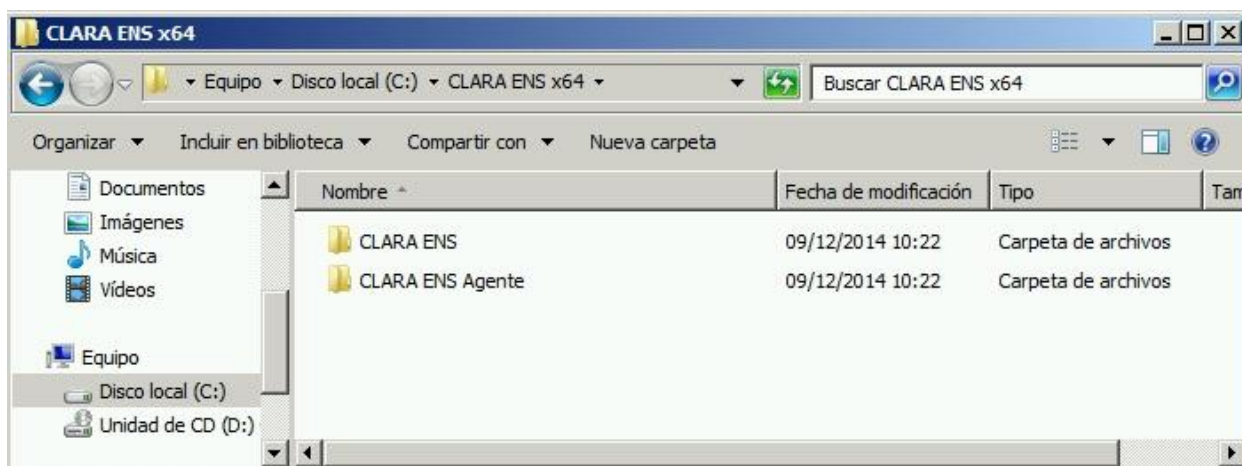 CLARA ENS x64
Equipo Disco local (C:) CLARA ENS x64
Buscar CLARA ENS x64
Organizar Incluir en biblioteca Compartir con Nueva carpeta
Documentos
Imágenes
Música
Vídeos
Equipo
Disco local (C:)
Unidad de CD (D:)
Nombre Fecha de modificación Tipo Tam
CLARA ENS 09/12/2014 10:22 Carpeta de archivos
CLARA ENS Agente 09/12/2014 10:22 Carpeta de archivos